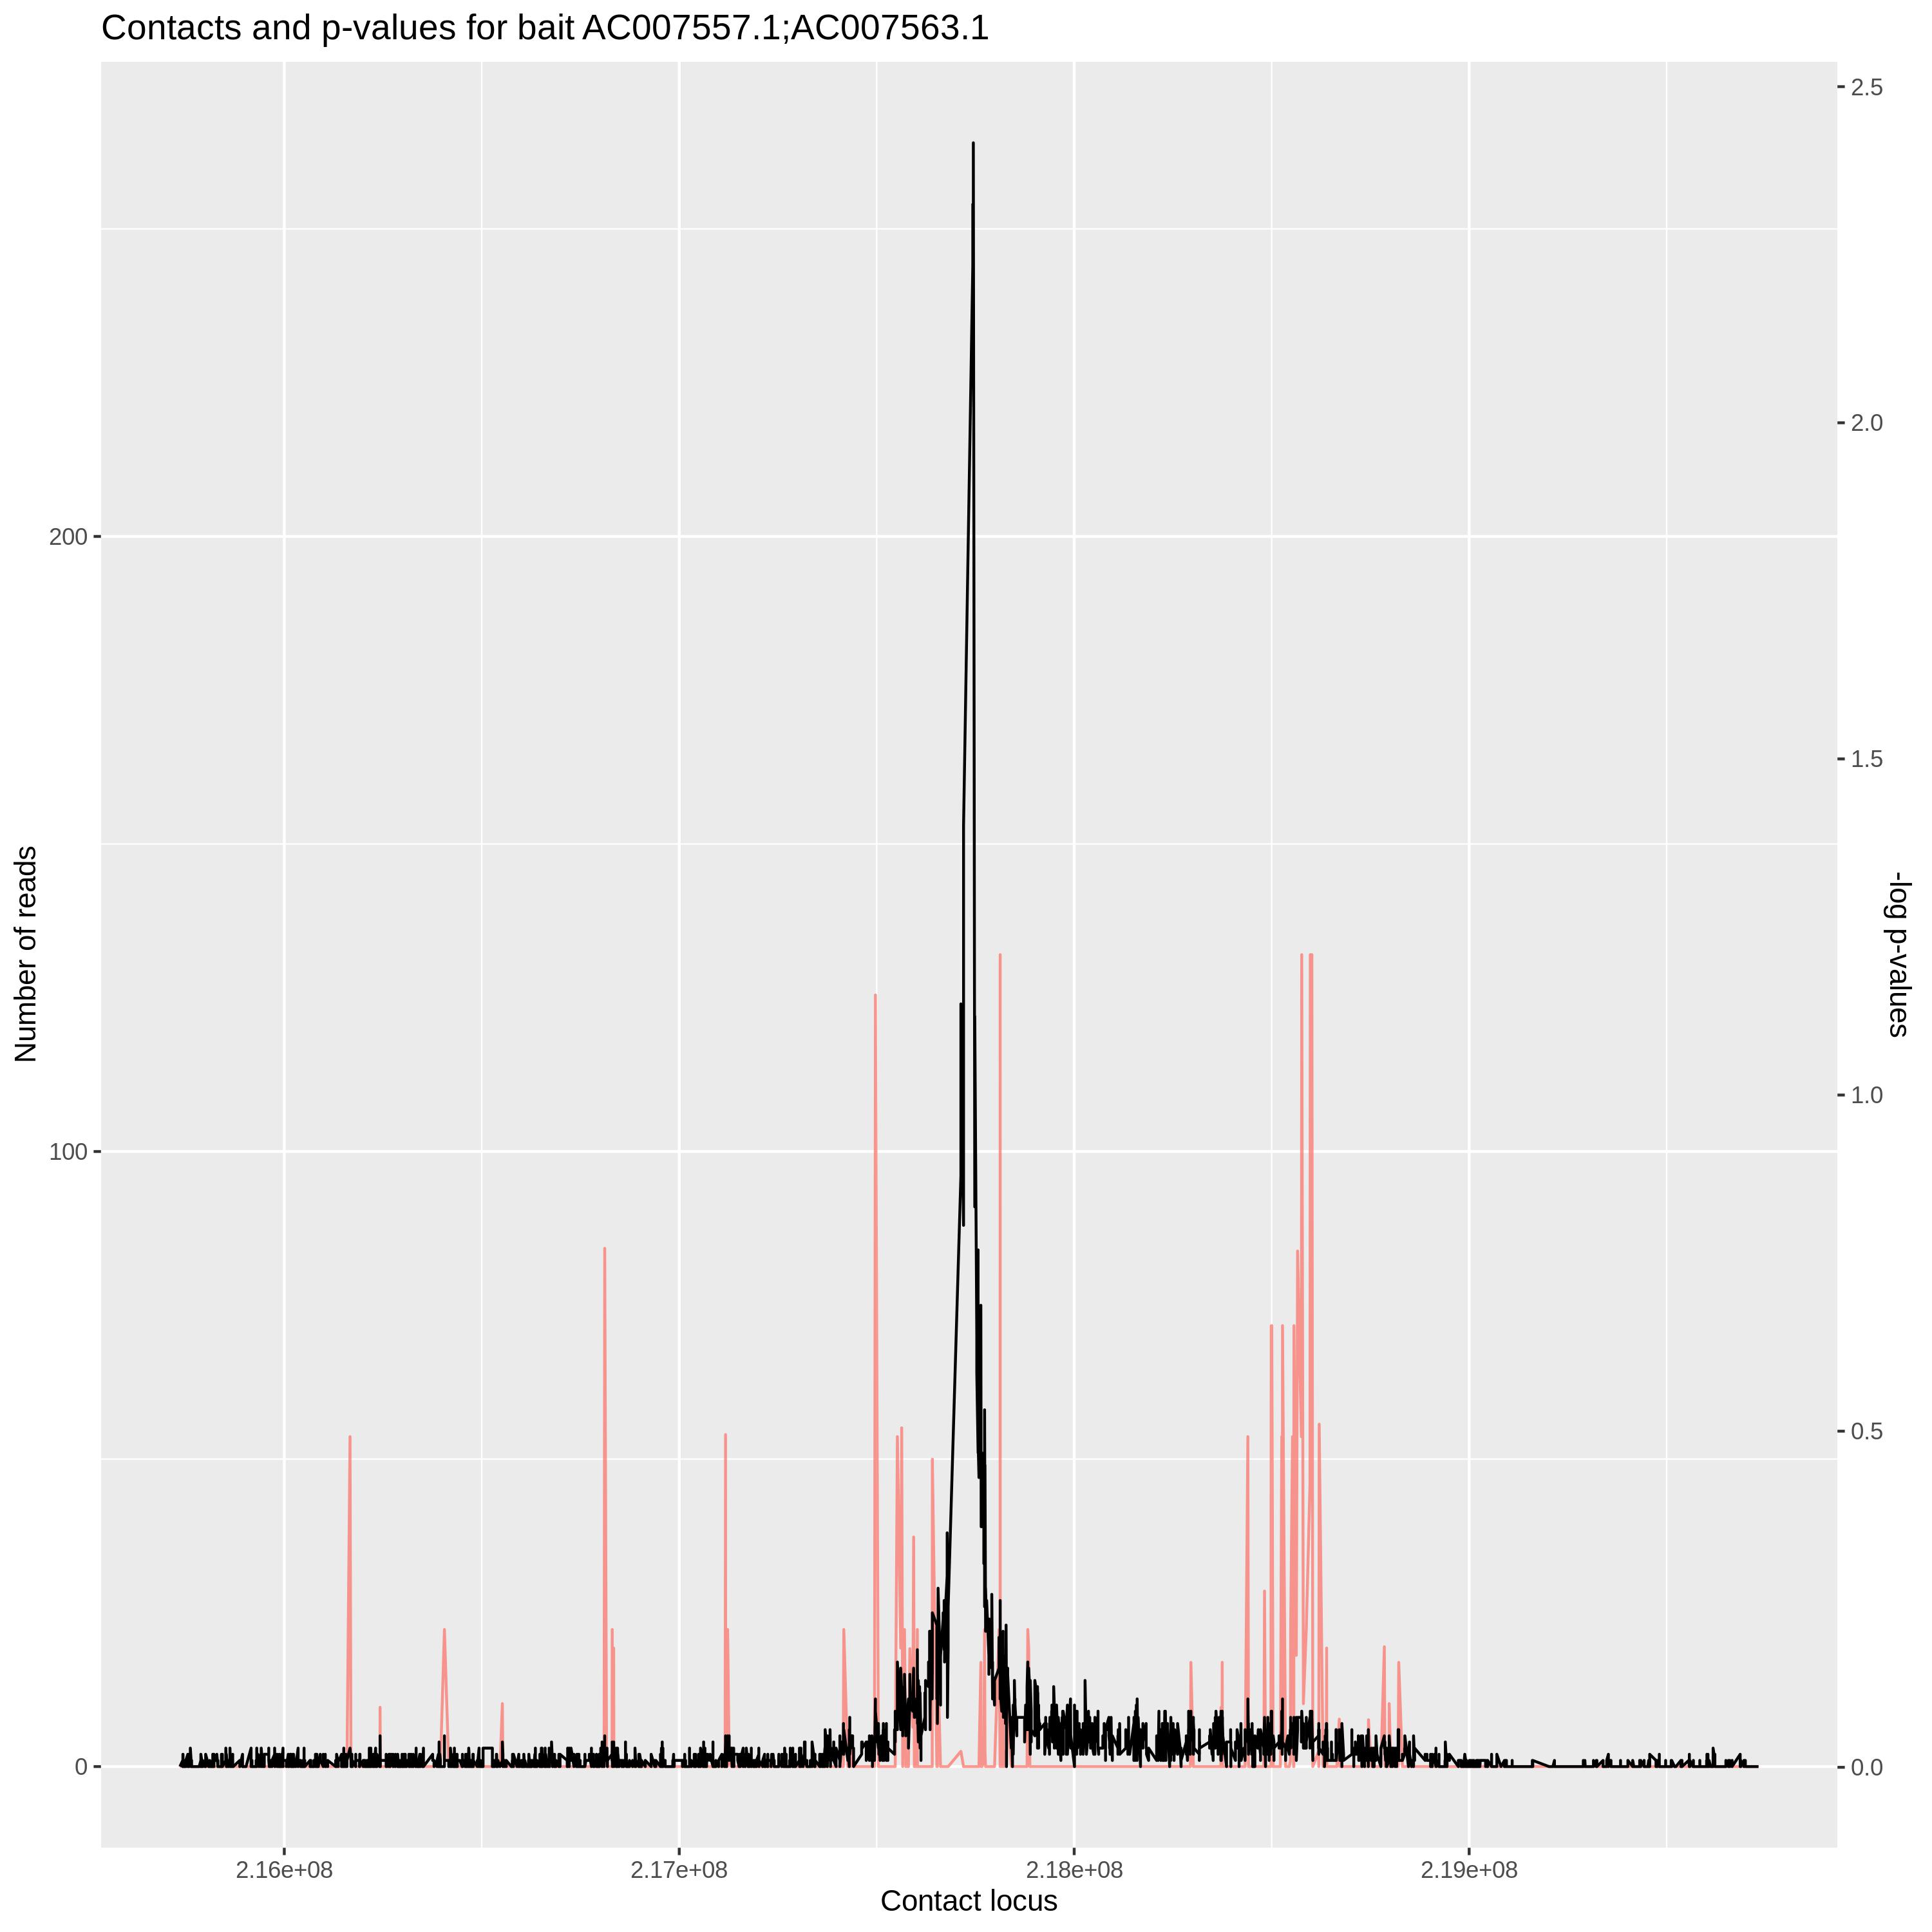 Contacts and p-values for bait AC007557.1;AC007563.1
2.5
2.0
200
1.5
Number of reads
-log p-values
1.0
100
0.5
0
0.0
2.16e+08
2.17e+08
2.18e+08
2.19e+08
Contact locus